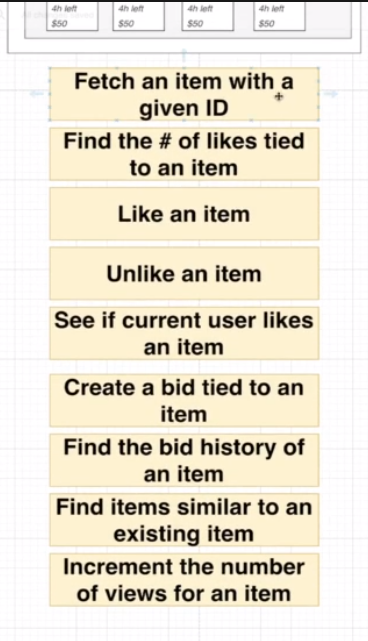 4h left 4h left 4h left 4h left
$50 $50 $50 $50
Fetch an item with a
given ID
Find the # of likes tied
to an item
Like an item
Unlike an item
See if current user likes
an item
Create a bid tied to an
item
Find the bid history of
an item
Find items similar to an
existing item
Increment the number
of views for an item